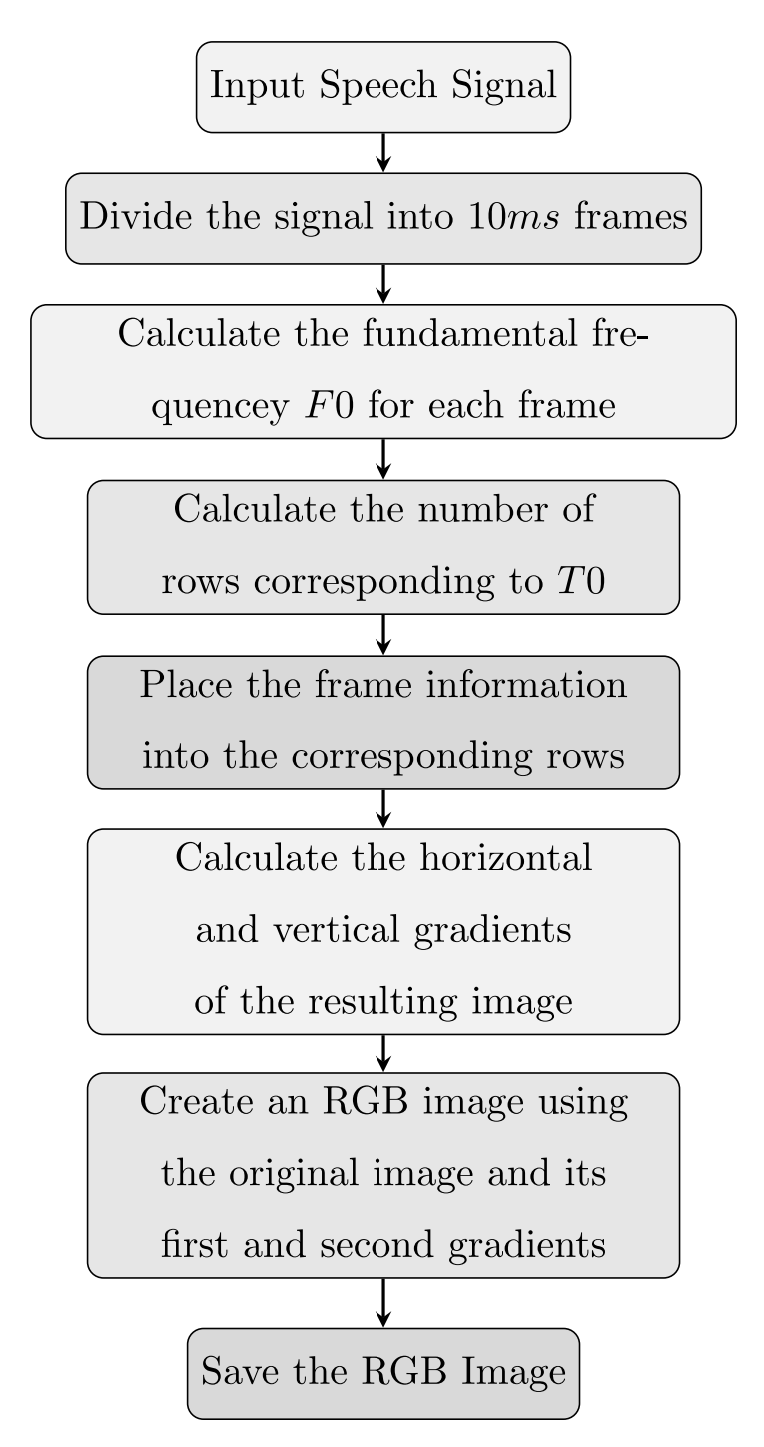 Input Speech Signal
Divide the signal into 10ms frames
Calculate the fundamental fre-
quencey F0 for each frame
Calculate the number of
rows corresponding to T0
Place the frame information
into the corresponding rows
Calculate the horizontal
and vertical gradients
of the resulting image
Create an RGB image using
the original image and its
first and second gradients
Save the RGB Image